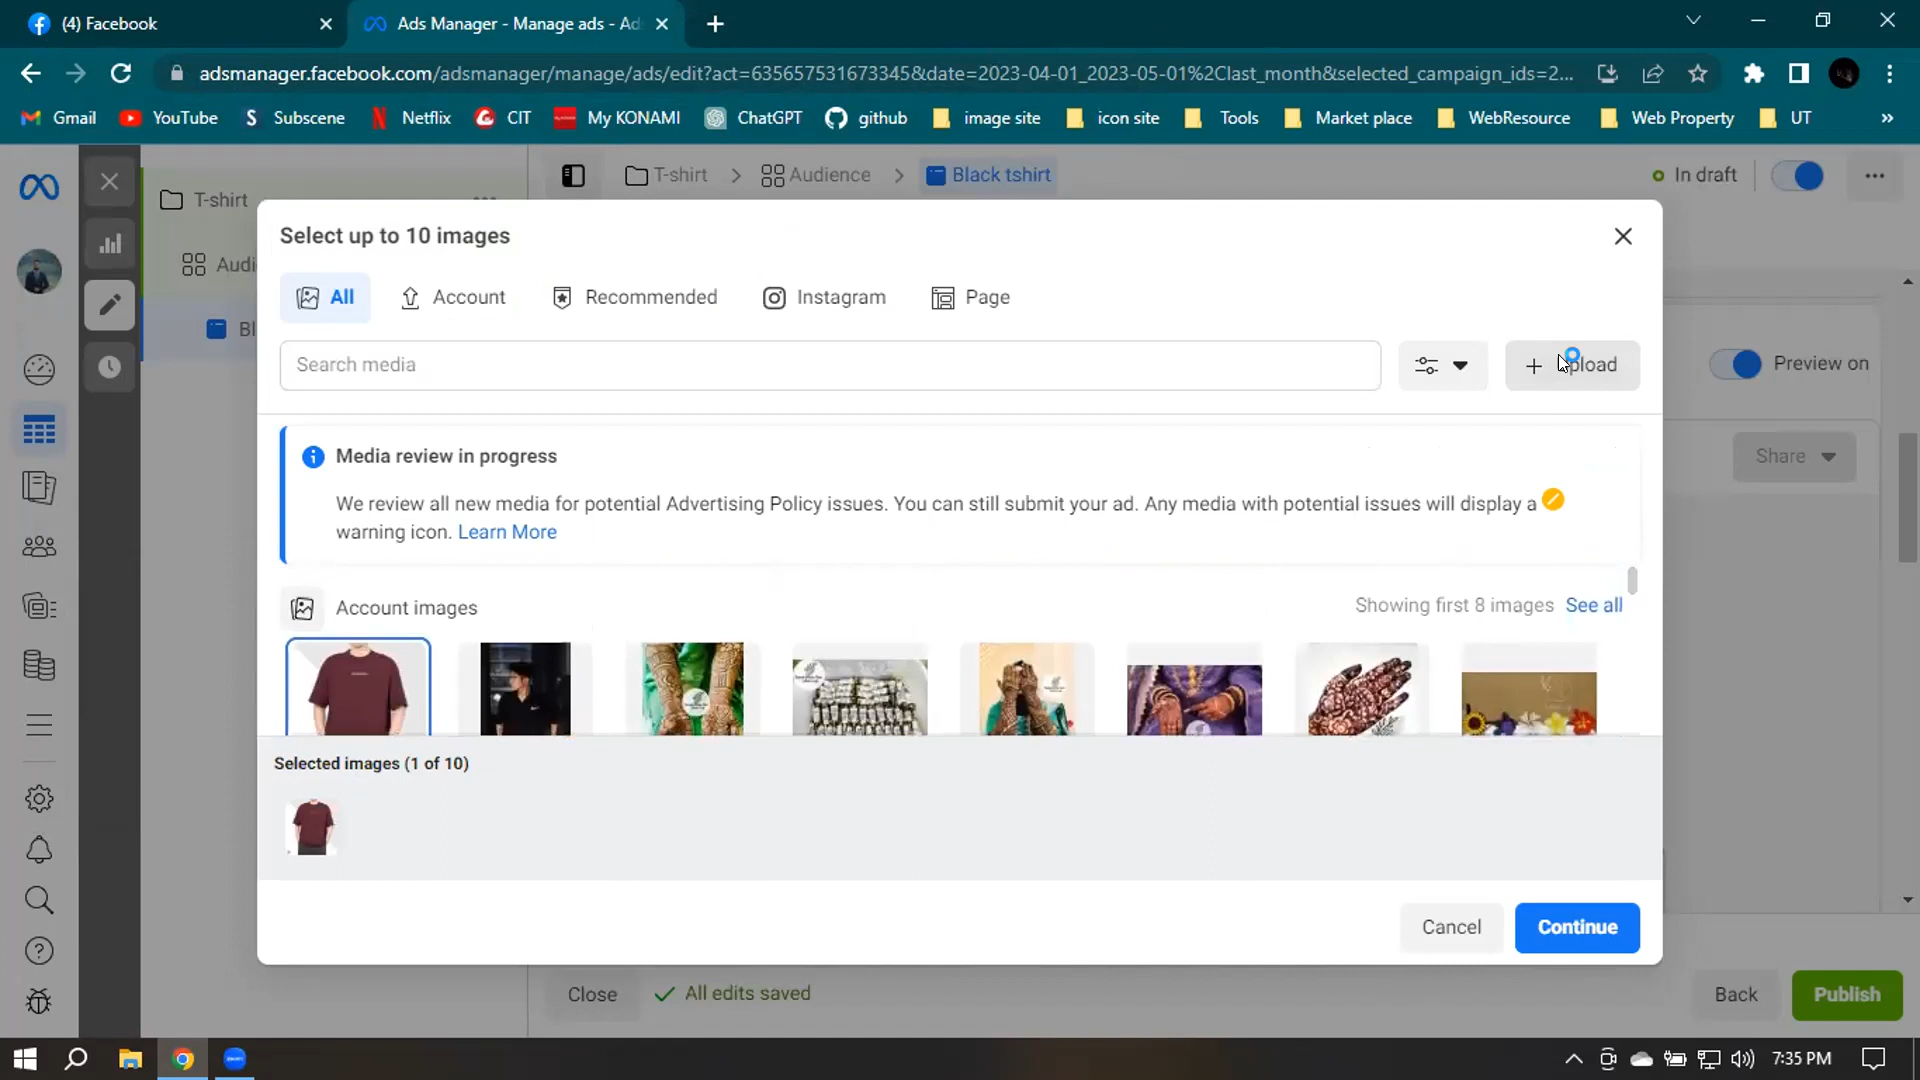 (4) Facebook
Ads Manager - Manage ads - Ad
adsmanager.facebook.com/adsmanager/manage/ads/edit?act=635657531673345&date=2023-04-01_2023-05-01%2Clast_month&selected_campaign_ids=2...
Gmail YouTube Subscene Netflix CIT My KONAMI ChatGPT github image site icon site Tools Market place WebResource Web Property UT »
T-shirt
Audi
Bl
T-shirt > Audience > Black tshirt
In draft
Select up to 10 images
All Account Recommended Instagram Page
Search media
+ Upload
Preview on
Share
Media review in progress
We review all new media for potential Advertising Policy issues. You can still submit your ad. Any media with potential issues will display a
warning icon. Learn More
Account images
Showing first 8 images See all
Selected images (1 of 10)
Cancel Continue
Close All edits saved
Back Publish
7:35 PM